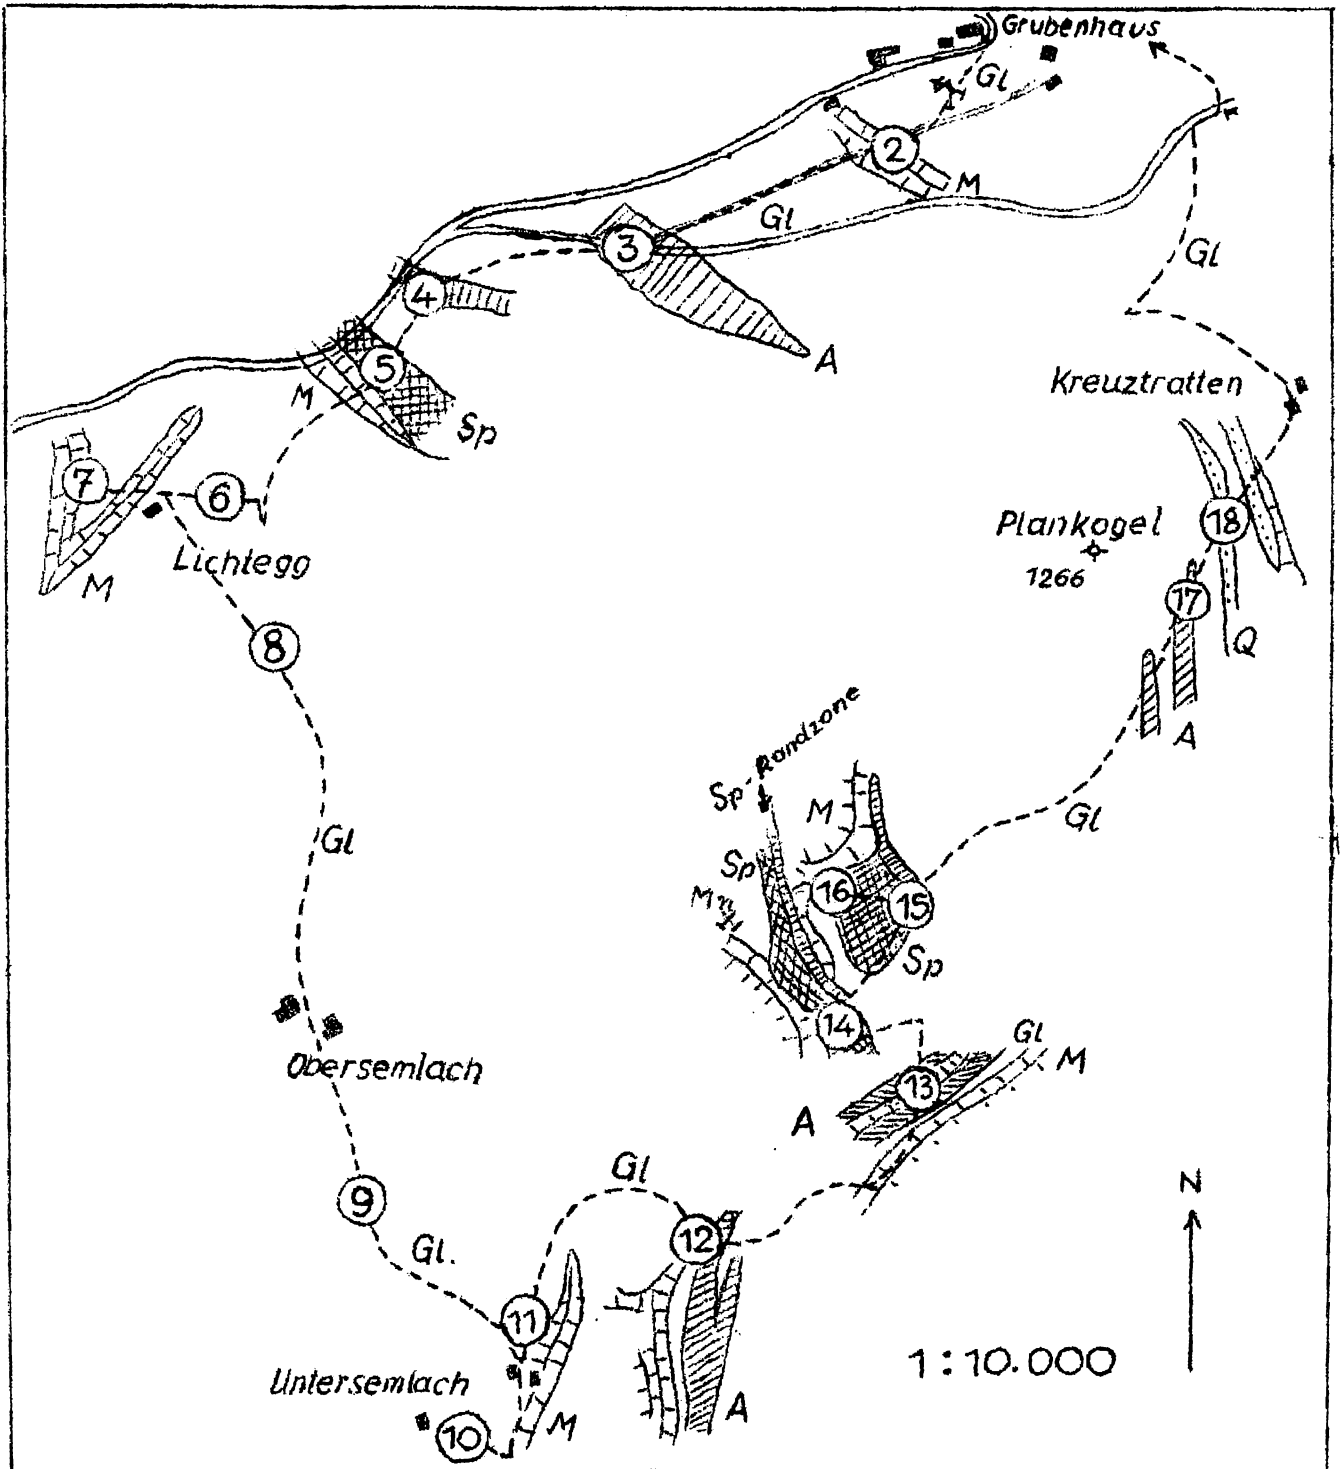 Grubenhaus
Gl
2
M
Gl
3
Gl
4
A
5
Kreuztratten
M
Sp
7
6
Plankogel
18
1266
Lichtegg
M
17
8
Q
A
Sp-Randzone
M
Gl
Gl
Sp
16
15
M
Sp
14
Gl
M
Obersemlach
13
A
Gl
N
9
12
Gl.
11
1:10.000
Untersemlach
A
M
10